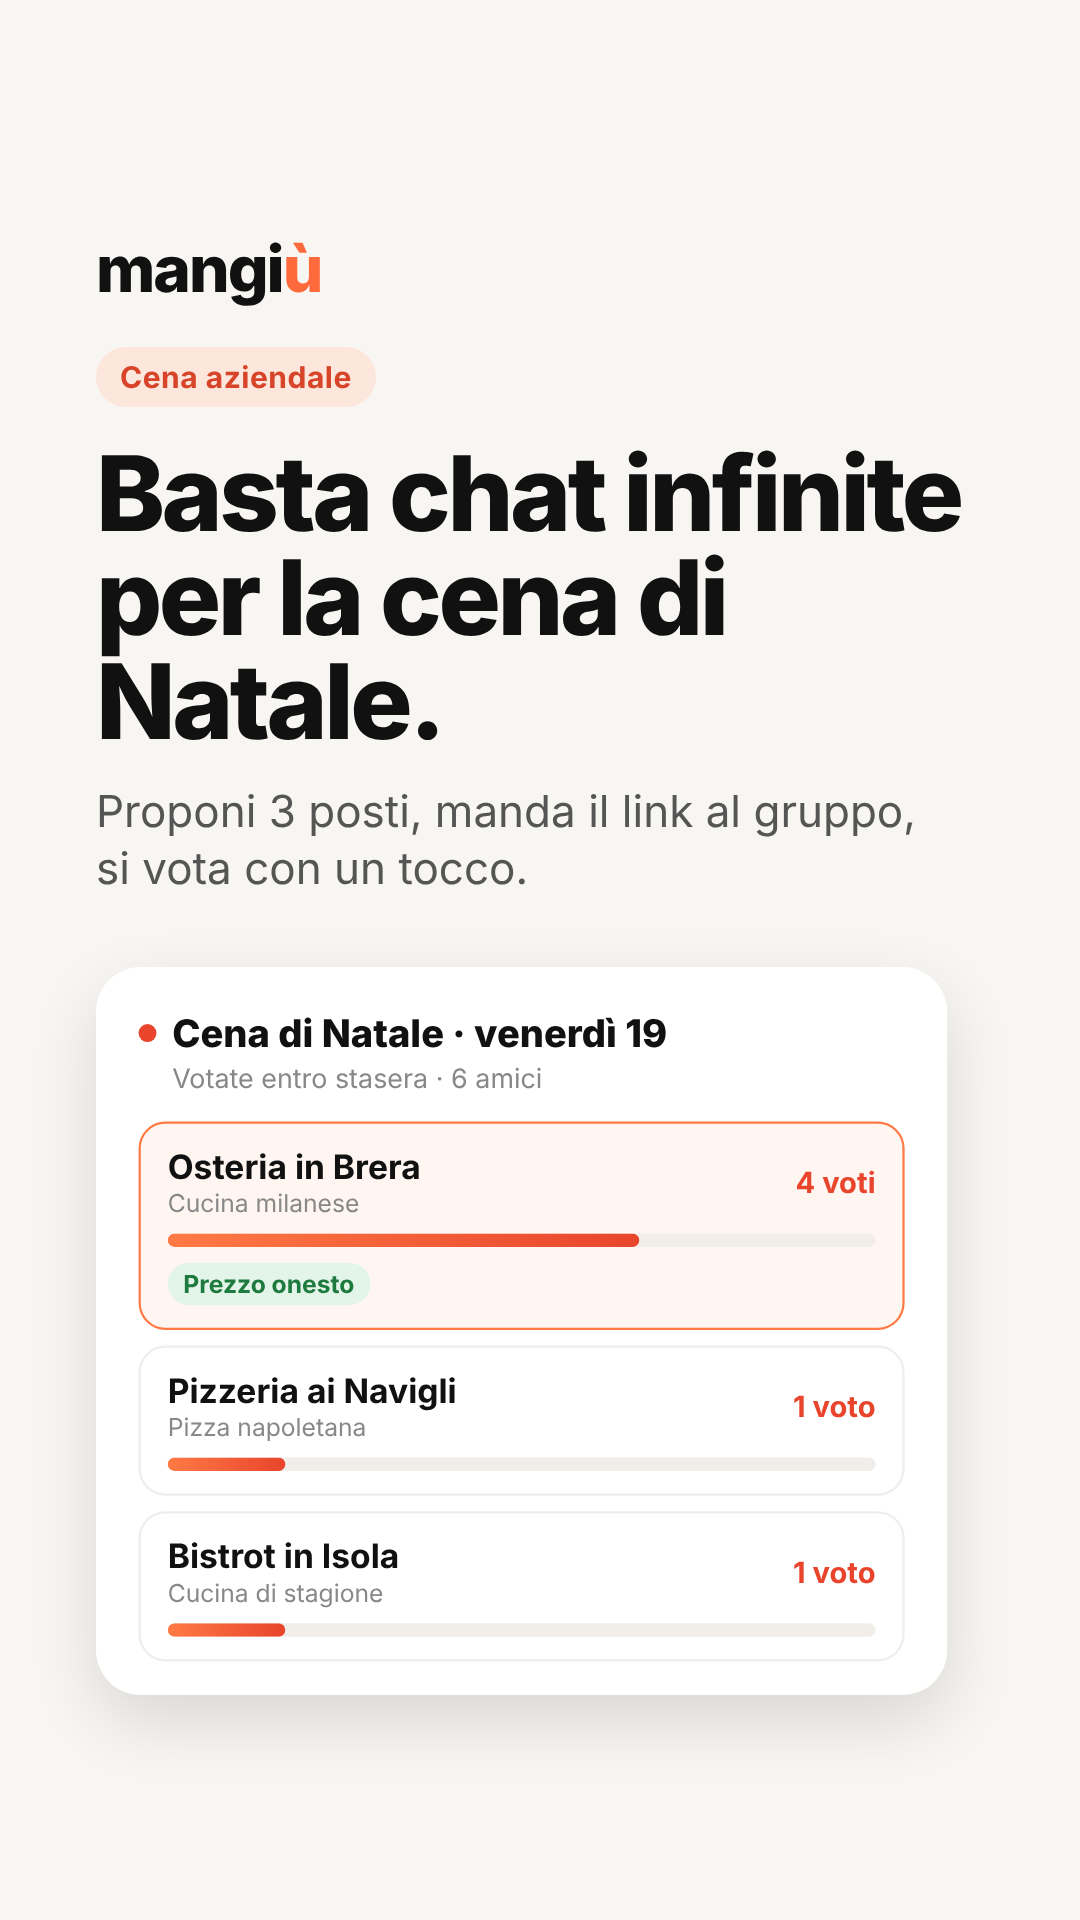 mangiù
Cena aziendale
Basta chat infinite
per la cena di
Natale.
Proponi 3 posti, manda il link al gruppo,
si vota con un tocco.
Cena di Natale · venerdì 19
Votate entro stasera · 6 amici
Osteria in Brera
4 voti
Cucina milanese
Prezzo onesto
Pizzeria ai Navigli
1 voto
Pizza napoletana
Bistrot in Isola
1 voto
Cucina di stagione